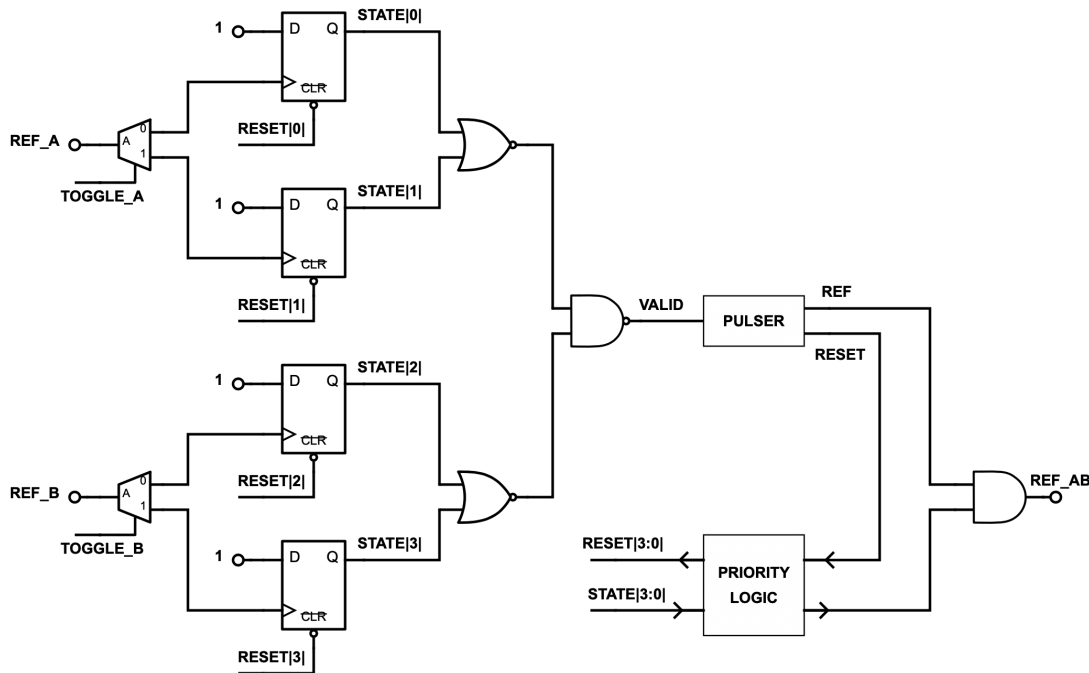 STATE|0|
1
D
Q
CLR
RESET|0|
REF_A
A
0
1
TOGGLE_A
STATE|1|
1
D
Q
CLR
RESET|1|
VALID
PULSER
REF
RESET
STATE|2|
1
D
Q
CLR
RESET|2|
REF_B
A
0
1
TOGGLE_B
STATE|3|
1
D
Q
CLR
RESET|3|
RESET|3:0|
STATE|3:0|
PRIORITY
LOGIC
REF_AB